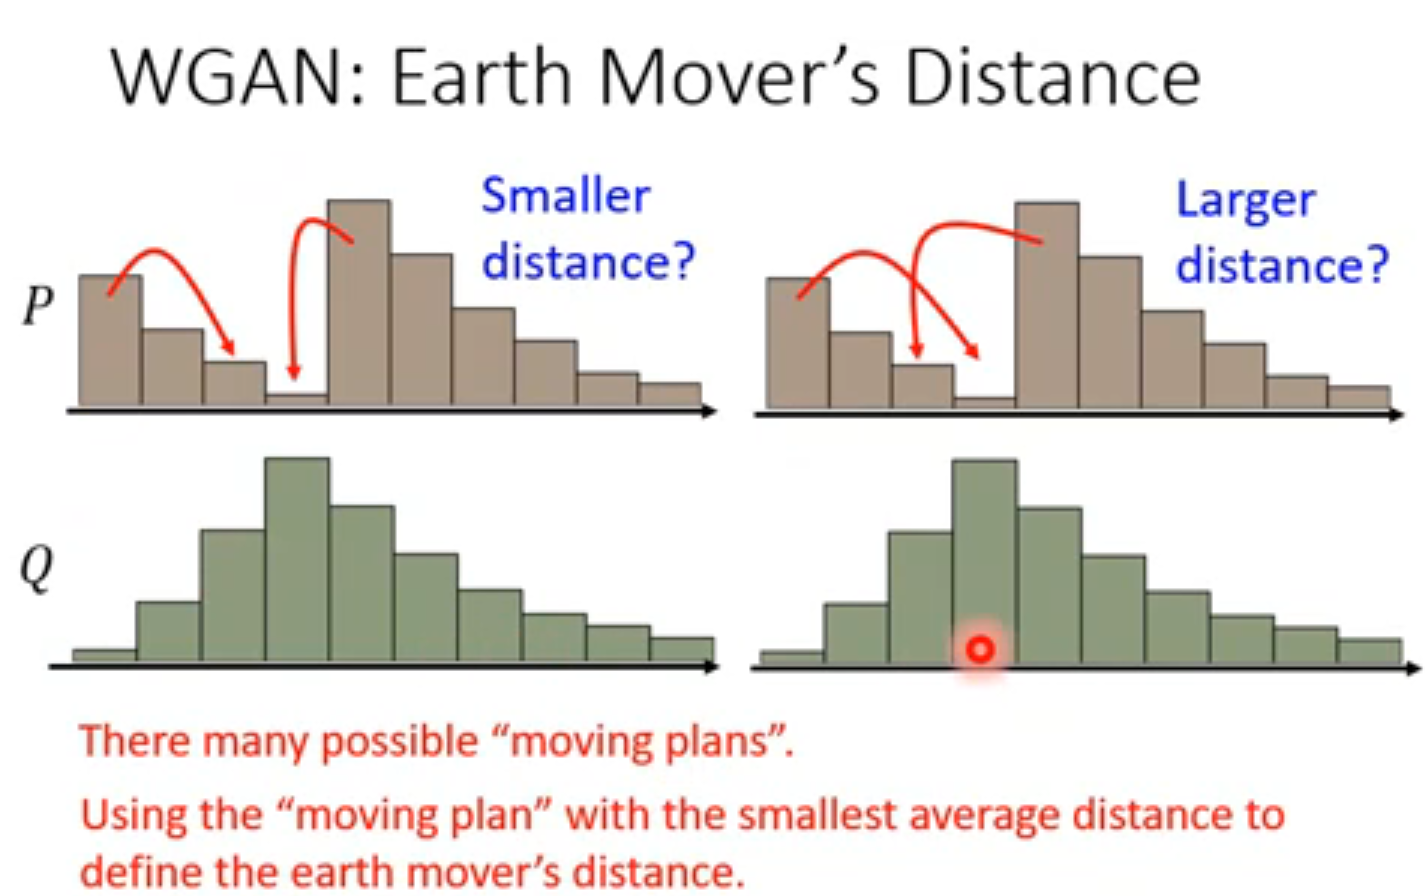 WGAN: Earth Mover’s Distance
Smaller
distance?
Larger
distance?
P
Q
There many possible “moving plans”.
Using the “moving plan” with the smallest average distance to
define the earth mover’s distance.